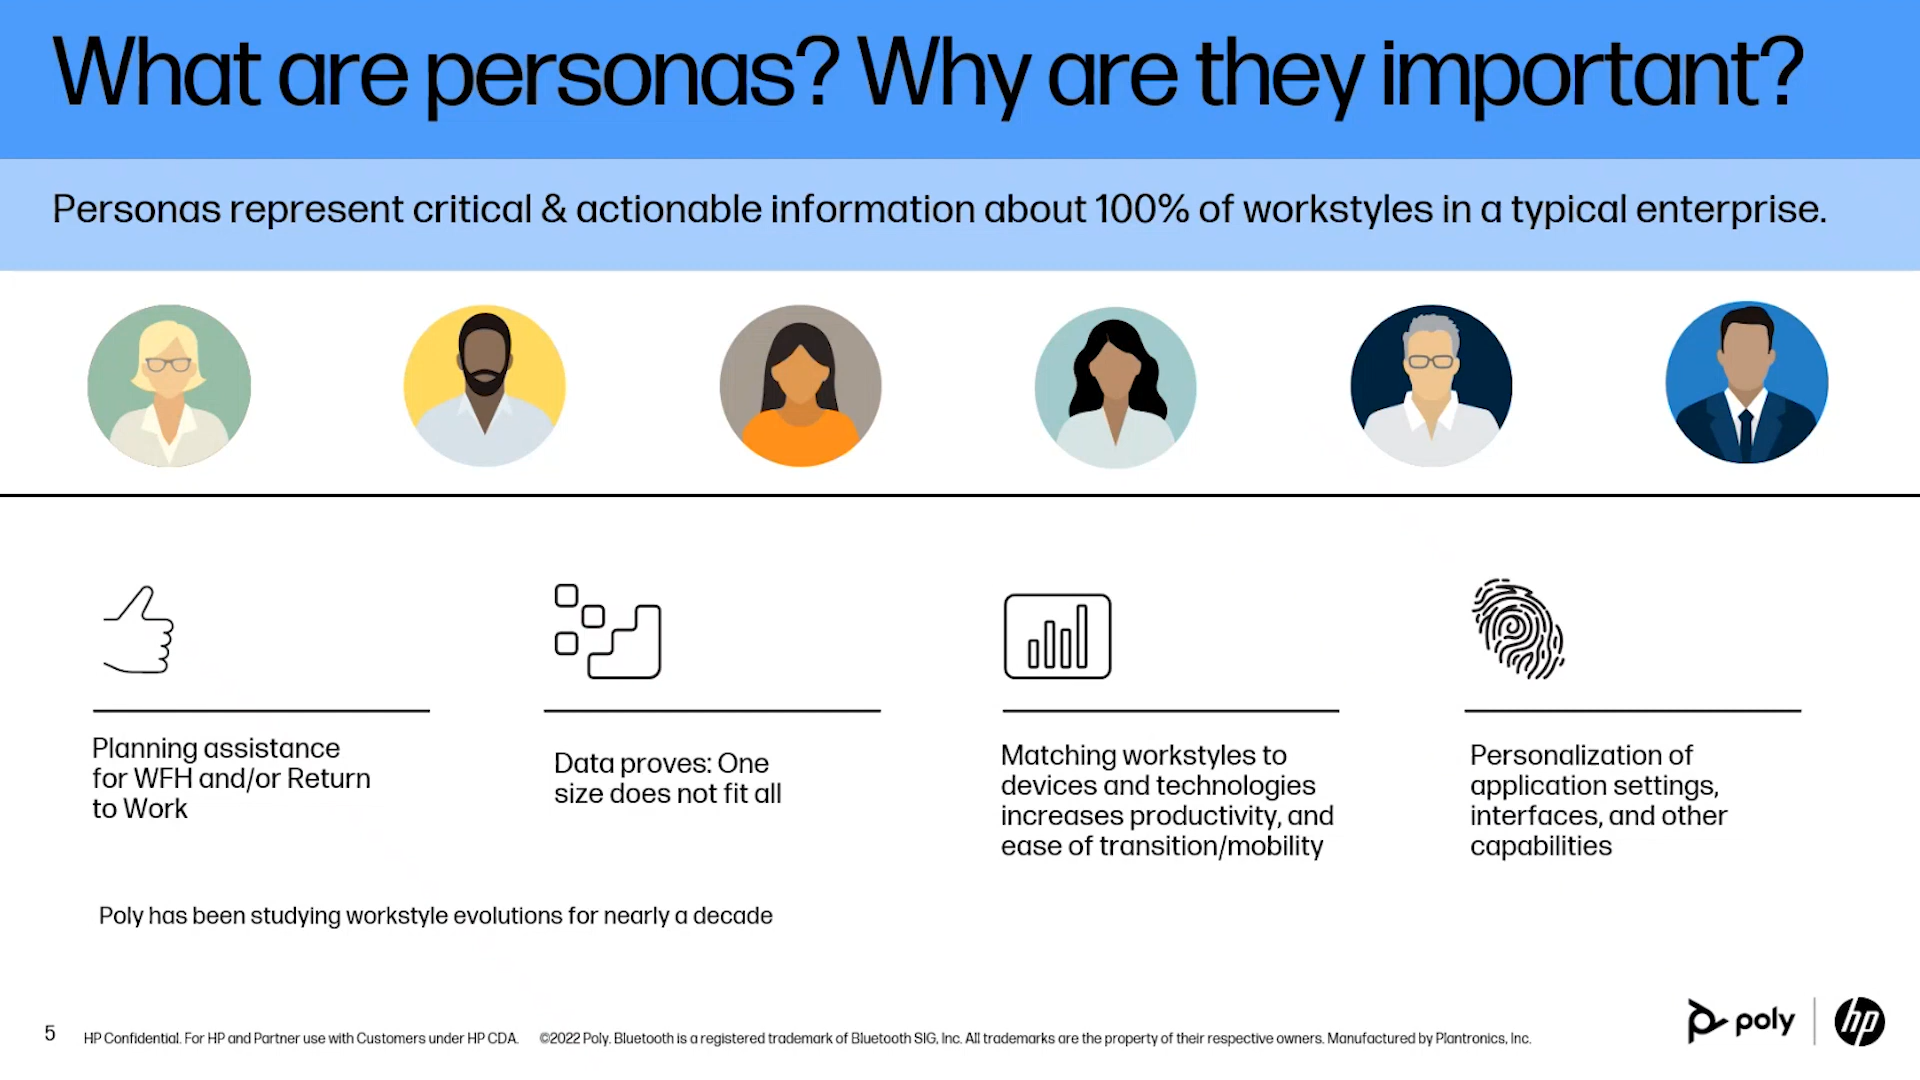 What are personas? Why are they important?
Personas represent critical & actionable information about 100% of workstyles in a typical enterprise.
Planning assistance
for WFH and/or Return
to Work
Data proves: One
size does not fit all
Matching workstyles to
devices and technologies
increases productivity, and
ease of transition/mobility
Personalization of
application settings,
interfaces, and other
capabilities
Poly has been studying workstyle evolutions for nearly a decade
5
HP Confidential. For HP and Partner use with Customers under HP CDA. ©2022 Poly. Bluetooth is a registered trademark of Bluetooth SIG, Inc. All trademarks are the property of their respective owners. Manufactured by Plantronics, Inc.
poly
hp